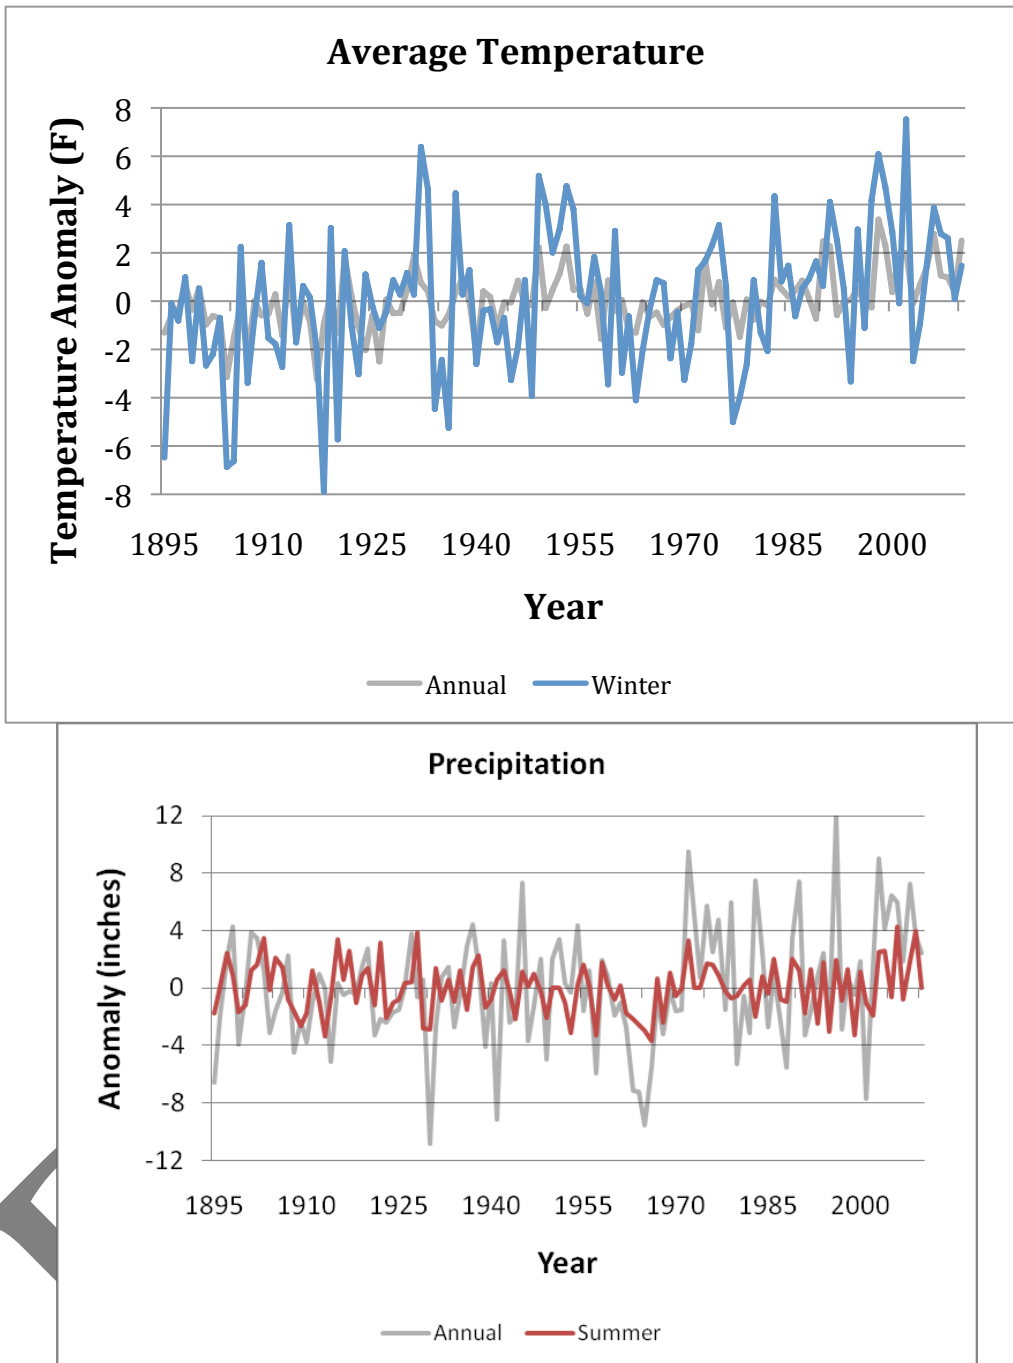 Average Temperature
Temperature Anomaly (F)
8
6
4
2
0
-2
-4
-6
-8
1895 1910 1925 1940 1955 1970 1985 2000
Year
Annual Winter
Precipitation
Anomaly (inches)
12
8
4
0
-4
-8
-12
1895 1910 1925 1940 1955 1970 1985 2000
Year
Annual Summer